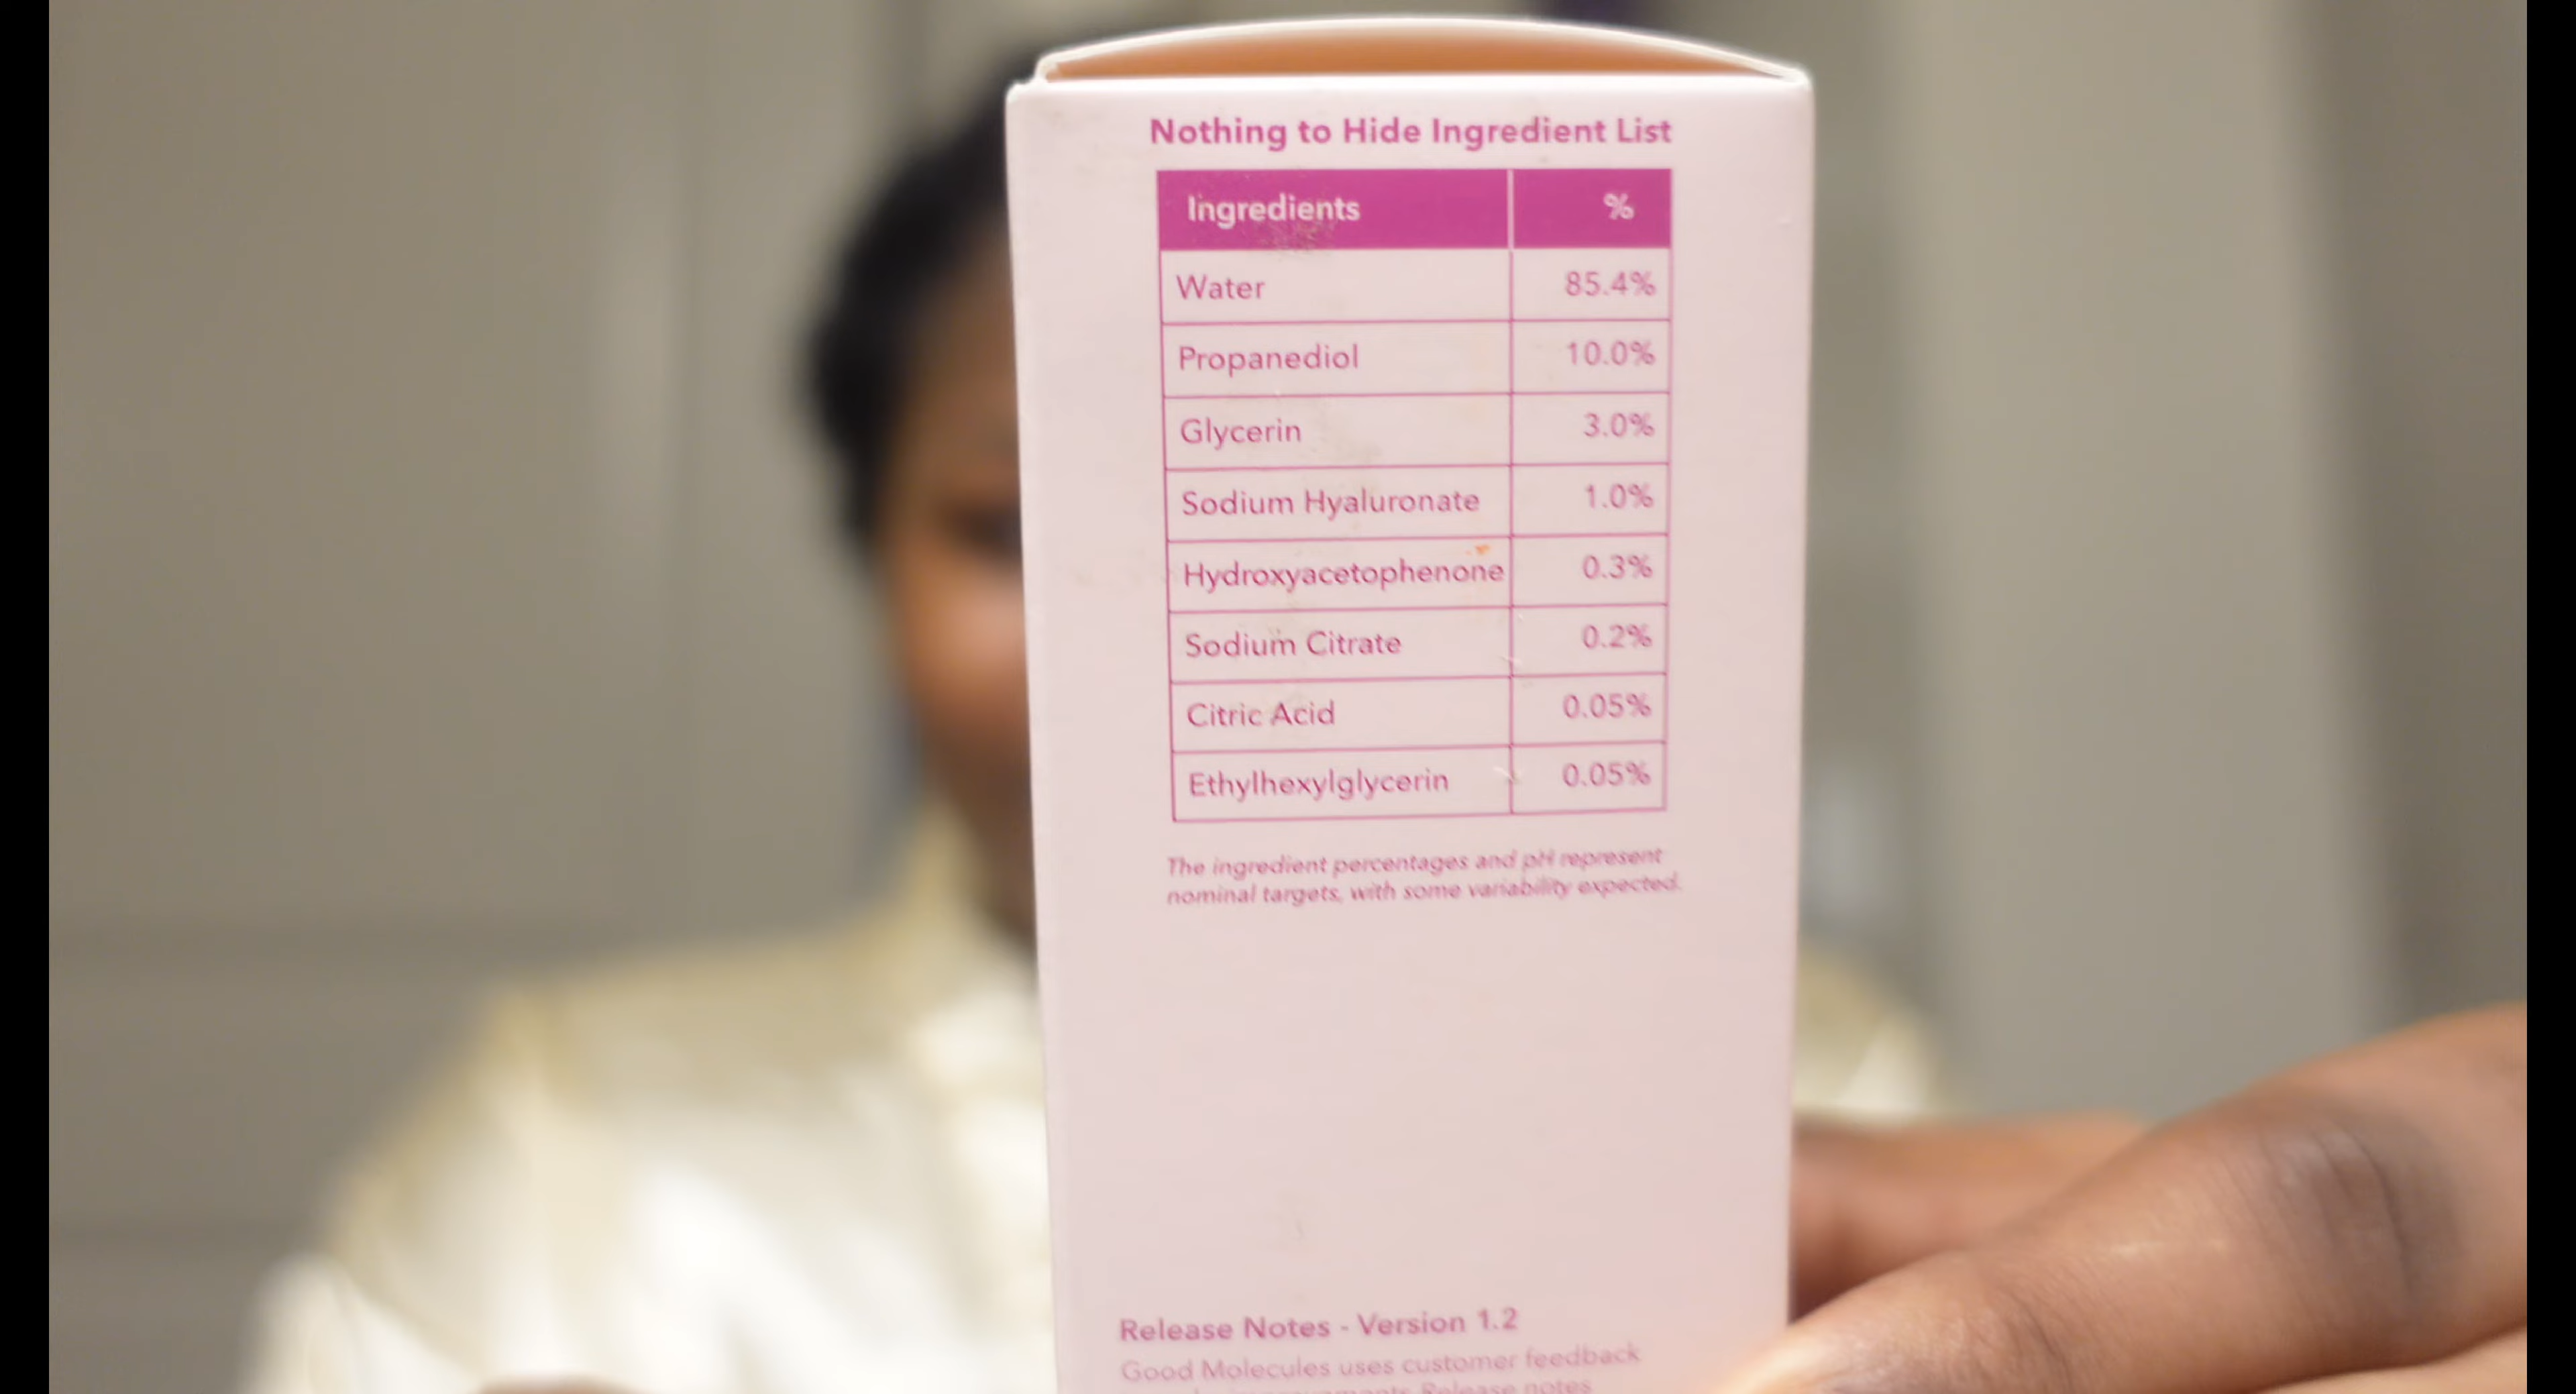 Nothing to Hide Ingredient List
Ingredients %
Water 85.4%
Propanediol 10.0%
Glycerin 3.0%
Sodium Hyaluronate 1.0%
Hydroxyacetophenone 0.3%
Sodium Citrate 0.2%
Citric Acid 0.05%
Ethylhexylglycerin 0.05%
The ingredient percentages and pH represent
nominal targets, with some variability expected.
Release Notes - Version 1.2
Good Molecules uses customer feedback
Release notes